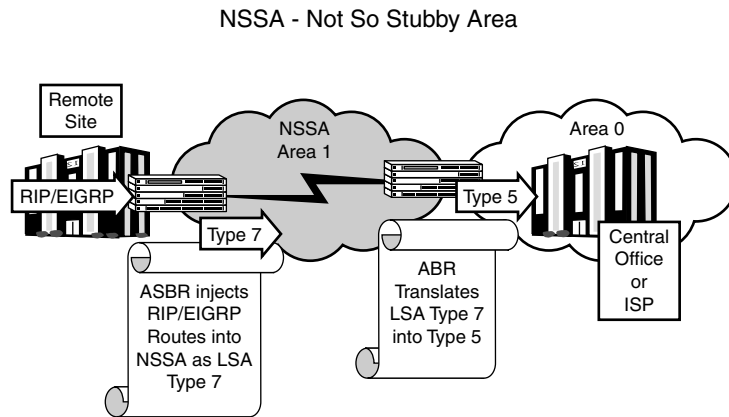 NSSA - Not So Stubby Area
Remote
Site
NSSA
Area 1
Area 0
RIP/EIGRP
Type 7
Type 5
Central
Office
or
ISP
ASBR injects
RIP/EIGRP
Routes into
NSSA as LSA
Type 7
ABR
Translates
LSA Type 7
into Type 5